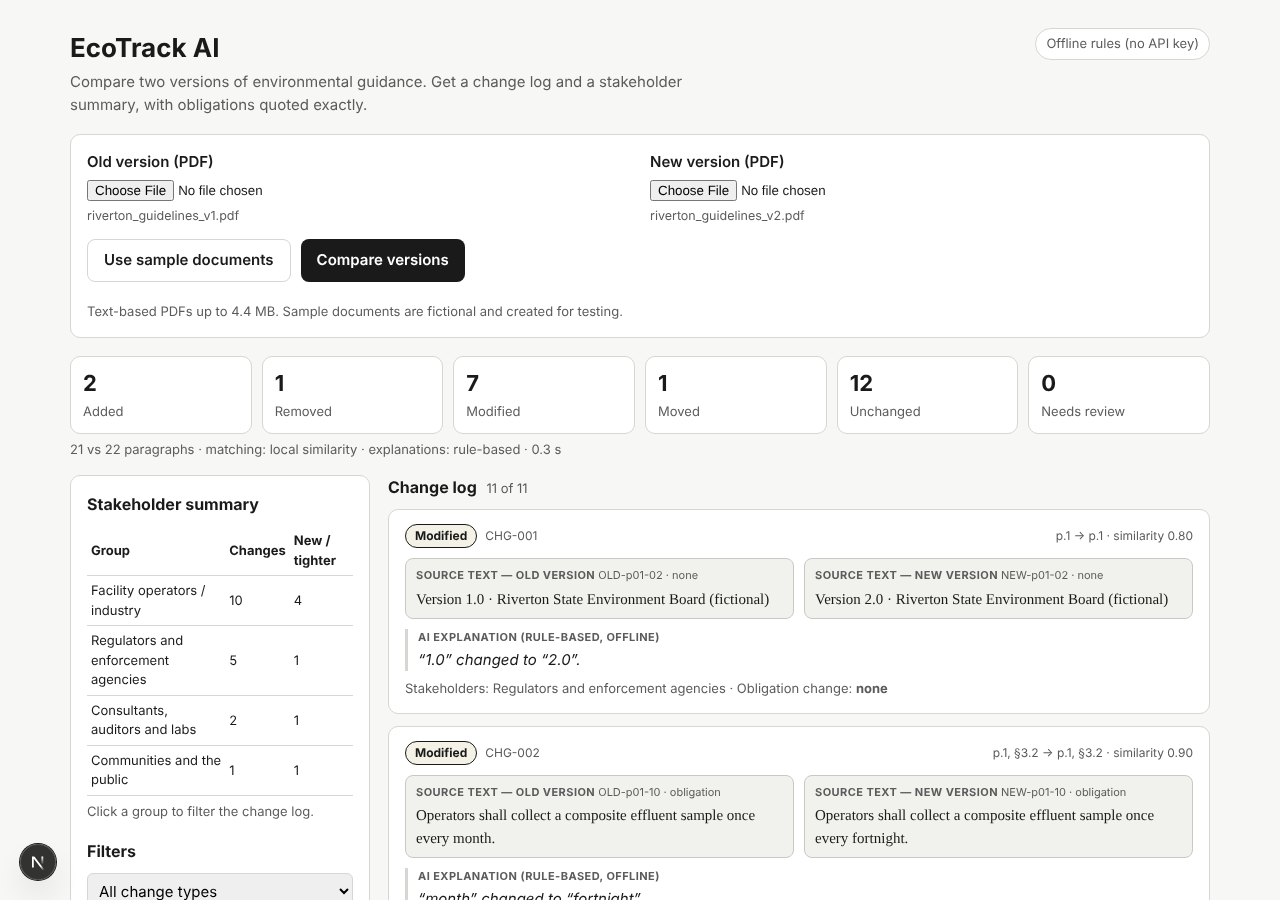 EcoTrack AI
Offline rules (no API key)
Compare two versions of environmental guidance. Get a change log and a stakeholder
summary, with obligations quoted exactly.
Old version (PDF)
New version (PDF)
Choose File No file chosen
Choose File No file chosen
riverton_guidelines_v1.pdf
riverton_guidelines_v2.pdf
Use sample documents
Compare versions
Text-based PDFs up to 4.4 MB. Sample documents are fictional and created for testing.
2
Added
1
Removed
7
Modified
1
Moved
12
Unchanged
0
Needs review
21 vs 22 paragraphs · matching: local similarity · explanations: rule-based · 0.3 s
Stakeholder summary
Group Changes New /
tighter
Facility operators /
industry
10 4
Regulators and
enforcement
agencies
5 1
Consultants,
auditors and labs
2 1
Communities and the
public
1 1
Click a group to filter the change log.
Filters
All change types
N
Change log 11 of 11
Modified CHG-001 p.1 → p.1 · similarity 0.80
SOURCE TEXT — OLD VERSION OLD-p01-02 · none
Version 1.0 · Riverton State Environment Board (fictional)
SOURCE TEXT — NEW VERSION NEW-p01-02 · none
Version 2.0 · Riverton State Environment Board (fictional)
AI EXPLANATION (RULE-BASED, OFFLINE)
“1.0” changed to “2.0”.
Stakeholders: Regulators and enforcement agencies · Obligation change: none
Modified CHG-002 p.1, §3.2 → p.1, §3.2 · similarity 0.90
SOURCE TEXT — OLD VERSION OLD-p01-10 · obligation
Operators shall collect a composite effluent sample once
every month.
SOURCE TEXT — NEW VERSION NEW-p01-10 · obligation
Operators shall collect a composite effluent sample once
every fortnight.
AI EXPLANATION (RULE-BASED, OFFLINE)
“month” changed to “fortnight”